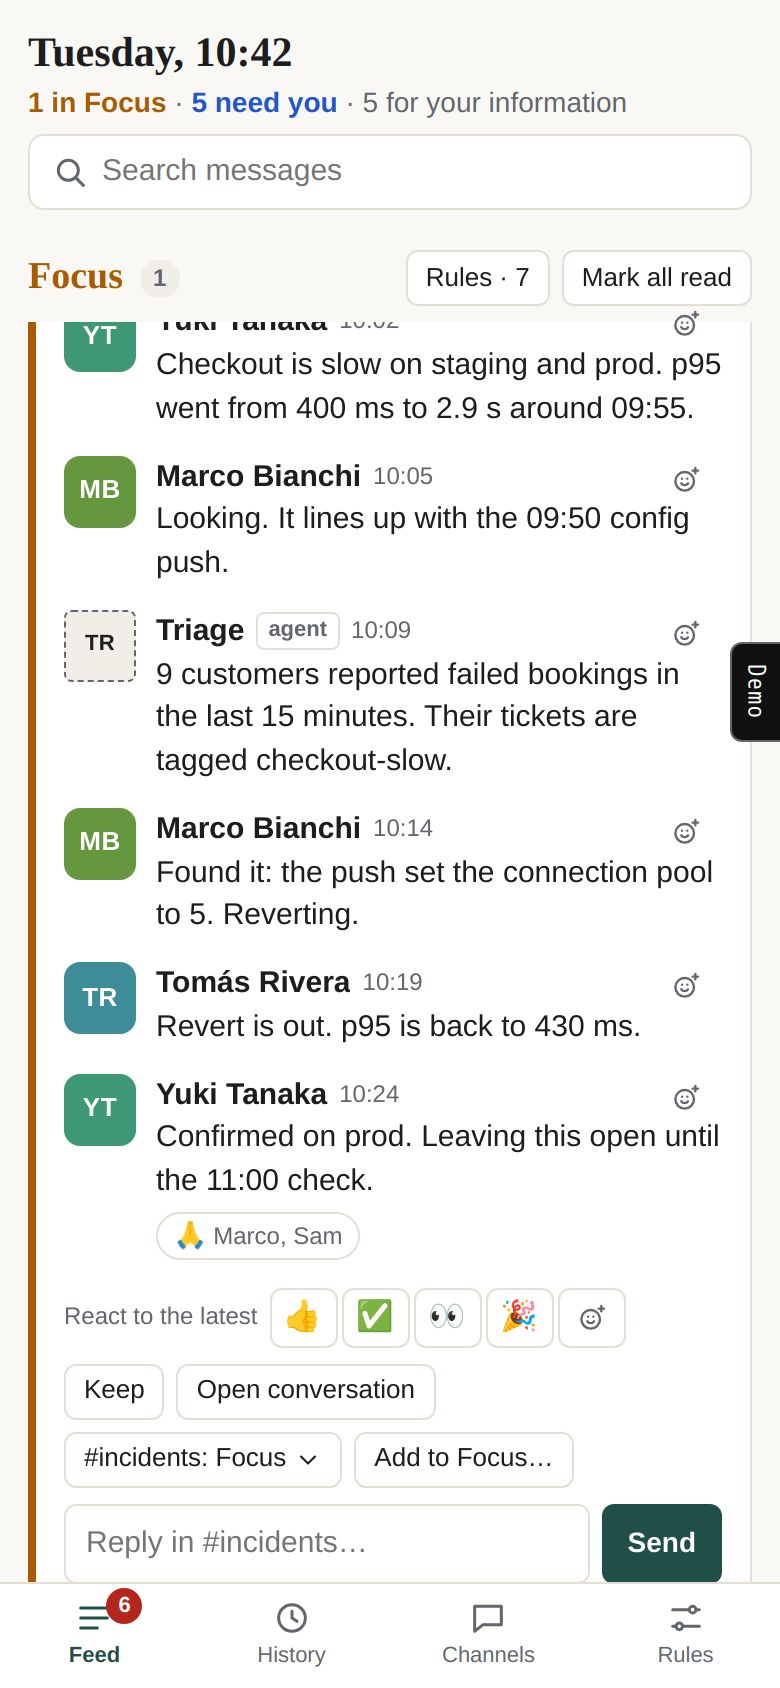 Tuesday, 10:42
1 in Focus · 5 need you · 5 for your information
Search messages
Focus 1 Rules · 7 Mark all read
YT Yuki Tanaka 10:02
Checkout is slow on staging and prod. p95
went from 400 ms to 2.9 s around 09:55.
MB Marco Bianchi 10:05
Looking. It lines up with the 09:50 config
push.
TR Triage agent 10:09
9 customers reported failed bookings in
the last 15 minutes. Their tickets are
tagged checkout-slow.
Demo
MB Marco Bianchi 10:14
Found it: the push set the connection pool
to 5. Reverting.
TR Tomás Rivera 10:19
Revert is out. p95 is back to 430 ms.
YT Yuki Tanaka 10:24
Confirmed on prod. Leaving this open until
the 11:00 check.
🙏 Marco, Sam
React to the latest 👍 ✅ 👀 🎉
Keep Open conversation
#incidents: Focus Add to Focus…
Reply in #incidents… Send
6
Feed History Channels Rules